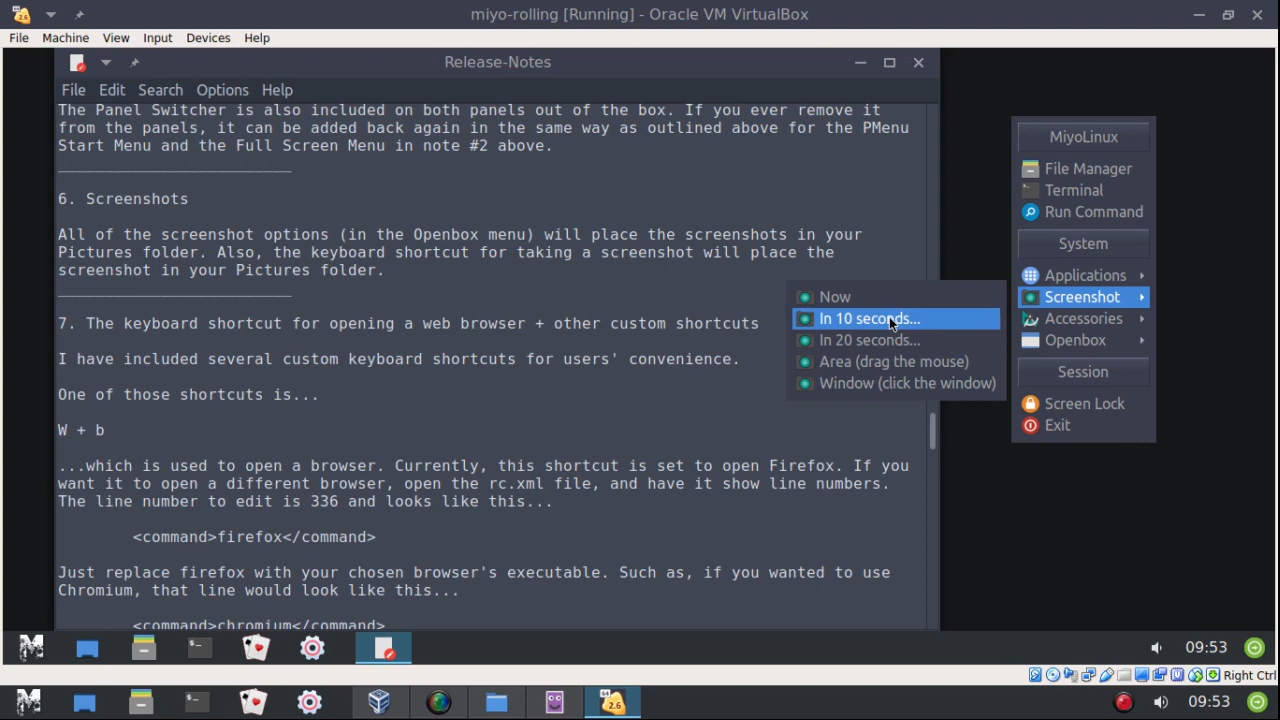 miyo-rolling [Running] - Oracle VM VirtualBox
File Machine View Input Devices Help
Release-Notes
File Edit Search Options Help
The Panel Switcher is also included on both panels out of the box. If you ever remove it
from the panels, it can be added back again in the same way as outlined above for the PMenu
Start Menu and the Full Screen Menu in note #2 above.
_________________________
6. Screenshots
All of the screenshot options (in the Openbox menu) will place the screenshots in your
Pictures folder. Also, the keyboard shortcut for taking a screenshot will place the
screenshot in your Pictures folder.
_________________________
7. The keyboard shortcut for opening a web browser + other custom shortcuts
I have included several custom keyboard shortcuts for users' convenience.
One of those shortcuts is...
W + b
...which is used to open a browser. Currently, this shortcut is set to open Firefox. If you
want it to open a different browser, open the rc.xml file, and have it show line numbers.
The line number to edit is 336 and looks like this...
<command>firefox</command>
Just replace firefox with your chosen browser's executable. Such as, if you wanted to use
Chromium, that line would look like this...
<command>chromium</command>
Now
In 10 seconds...
In 20 seconds...
Area (drag the mouse)
Window (click the window)
MiyoLinux
File Manager
Terminal
Run Command
System
Applications
Screenshot
Accessories
Openbox
Session
Screen Lock
Exit
09:53
Right Ctrl
2.6
09:53